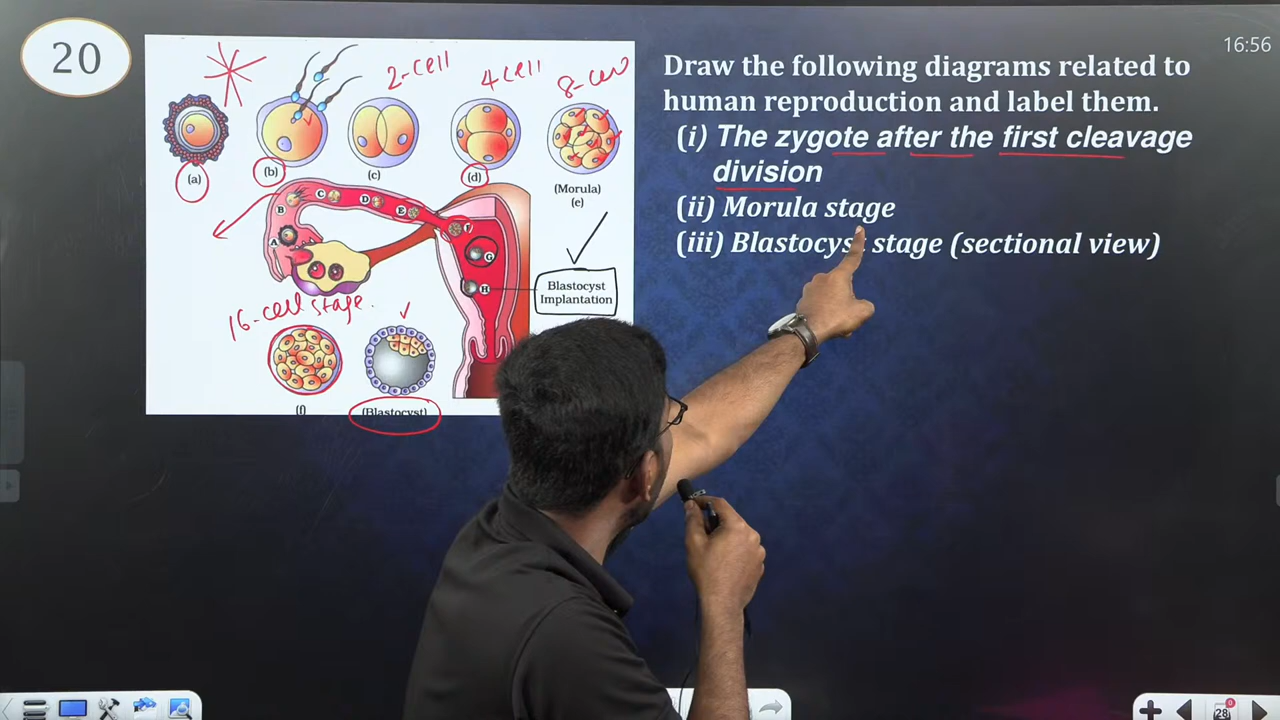 20
16:56
Draw the following diagrams related to
human reproduction and label them.
(i) The zygote after the first cleavage
division
(ii) Morula stage
(iii) Blastocyst stage (sectional view)
2-cell
4 cell
8-cell
(a)
(b)
(c)
(d)
(Morula)
(e)
A
B
C
D
E
F
G
H
Blastocyst
Implantation
16-cell stage.
(f)
(Blastocyst)
28